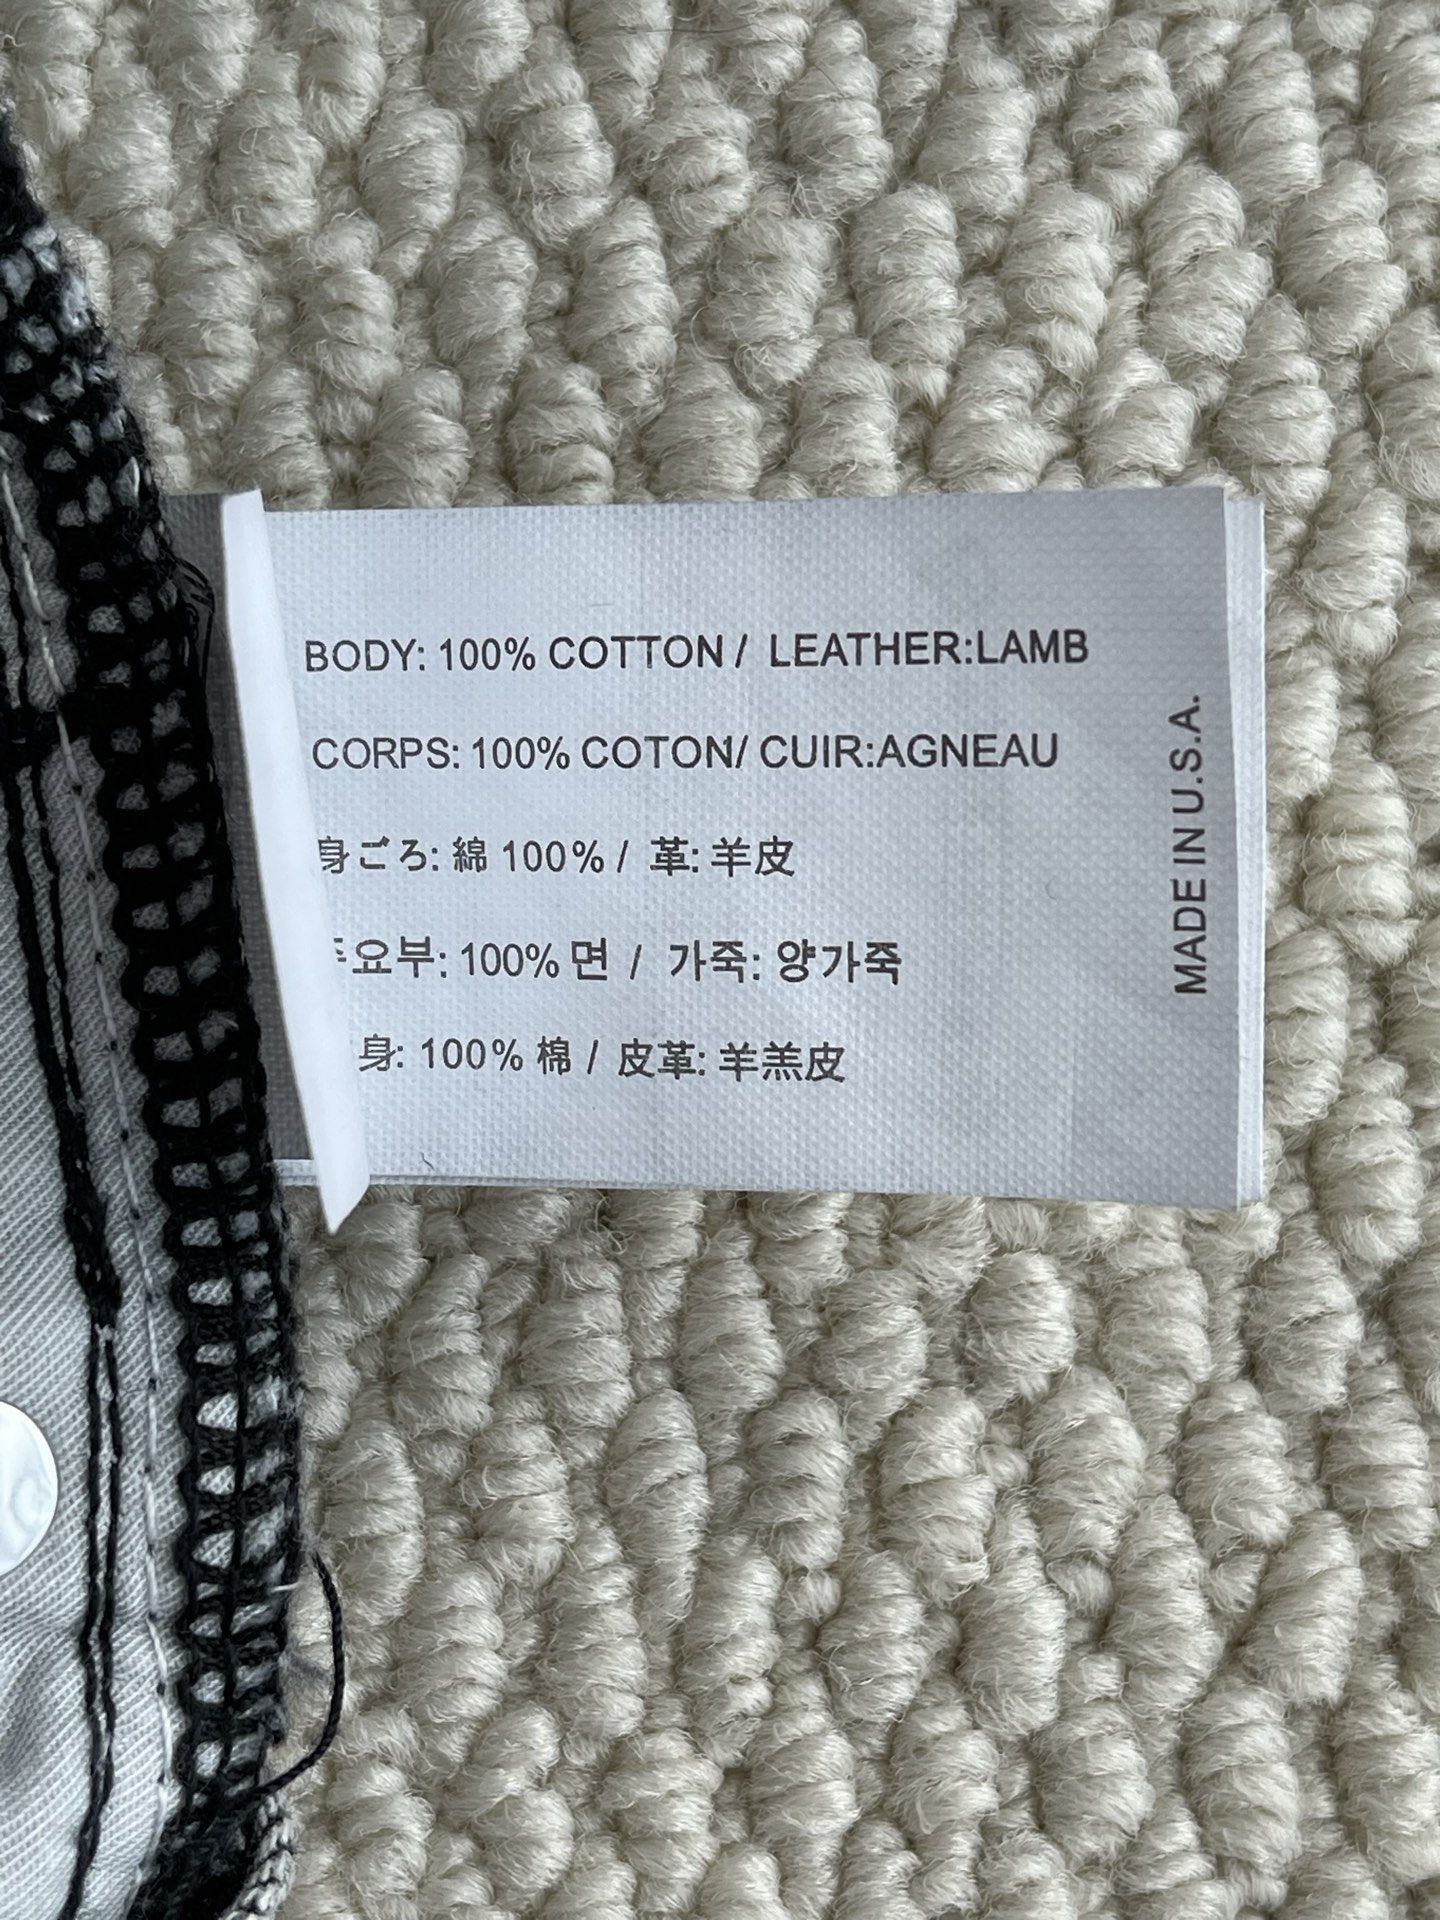 BODY: 100% COTTON / LEATHER:LAMB
CORPS: 100% COTON/ CUIR:AGNEAU
身ごろ: 綿 100% / 革: 羊皮
주요부: 100% 면 / 가죽: 양가죽
身: 100% 棉 / 皮革: 羊羔皮
MADE IN U.S.A.